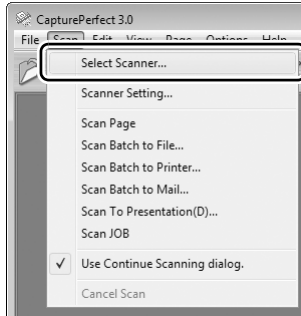 CapturePerfect 3.0
File Scan Edit View Page Options Help
Select Scanner...
Scanner Setting...
Scan Page
Scan Batch to File...
Scan Batch to Printer...
Scan Batch to Mail...
Scan To Presentation(D)...
Scan JOB
Use Continue Scanning dialog.
Cancel Scan